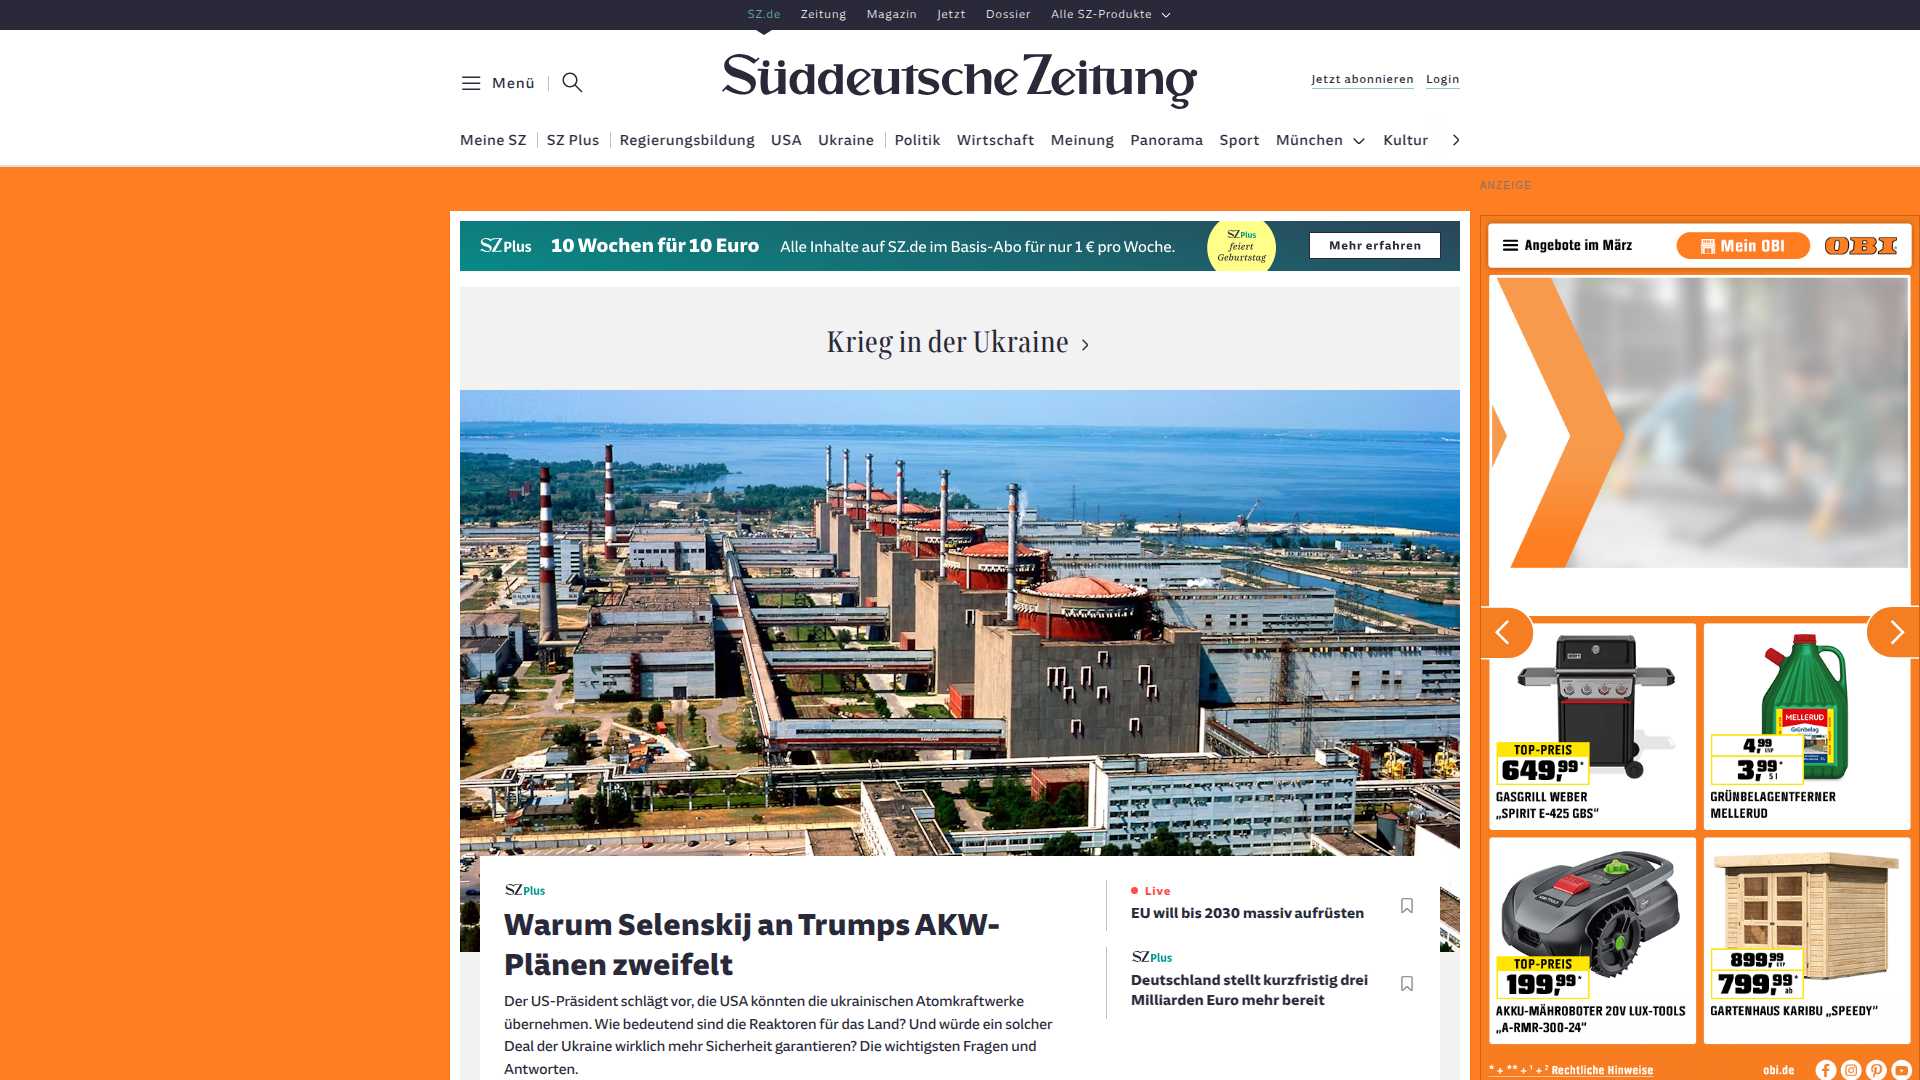 SZ.de Zeitung Magazin Jetzt Dossier Alle SZ-Produkte
Menü
Süddeutsche Zeitung
Jetzt abonnieren Login
Meine SZ SZ Plus Regierungsbildung USA Ukraine Politik Wirtschaft Meinung Panorama Sport München Kultur
ANZEIGE
SZ Plus 10 Wochen für 10 Euro Alle Inhalte auf SZ.de im Basis-Abo für nur 1 € pro Woche.
SZ Plus
feiert
Geburtstag
Mehr erfahren
Krieg in der Ukraine
SZ Plus
Warum Selenskij an Trumps AKW-
Plänen zweifelt
Der US-Präsident schlägt vor, die USA könnten die ukrainischen Atomkraftwerke
übernehmen. Wie bedeutend sind die Reaktoren für das Land? Und würde ein solcher
Deal der Ukraine wirklich mehr Sicherheit garantieren? Die wichtigsten Fragen und
Antworten.
Live
EU will bis 2030 massiv aufrüsten
SZ Plus
Deutschland stellt kurzfristig drei
Milliarden Euro mehr bereit
Angebote im März Mein OBI OBI
TOP-PREIS
649,99*
GASGRILL WEBER
„SPIRIT E-425 GBS“
MELLERUD
Grünbelag
4,99
3,99*
5 l
GRÜNBELAGENTFERNER
MELLERUD
TOP-PREIS
199,99*
AKKU-MÄHROBOTER 20V LUX-TOOLS
„A-RMR-300-24“
899,99
799,99*
ab
GARTENHAUS KARIBU „SPEEDY“
* + ** + ¹ + ² Rechtliche Hinweise obi.de